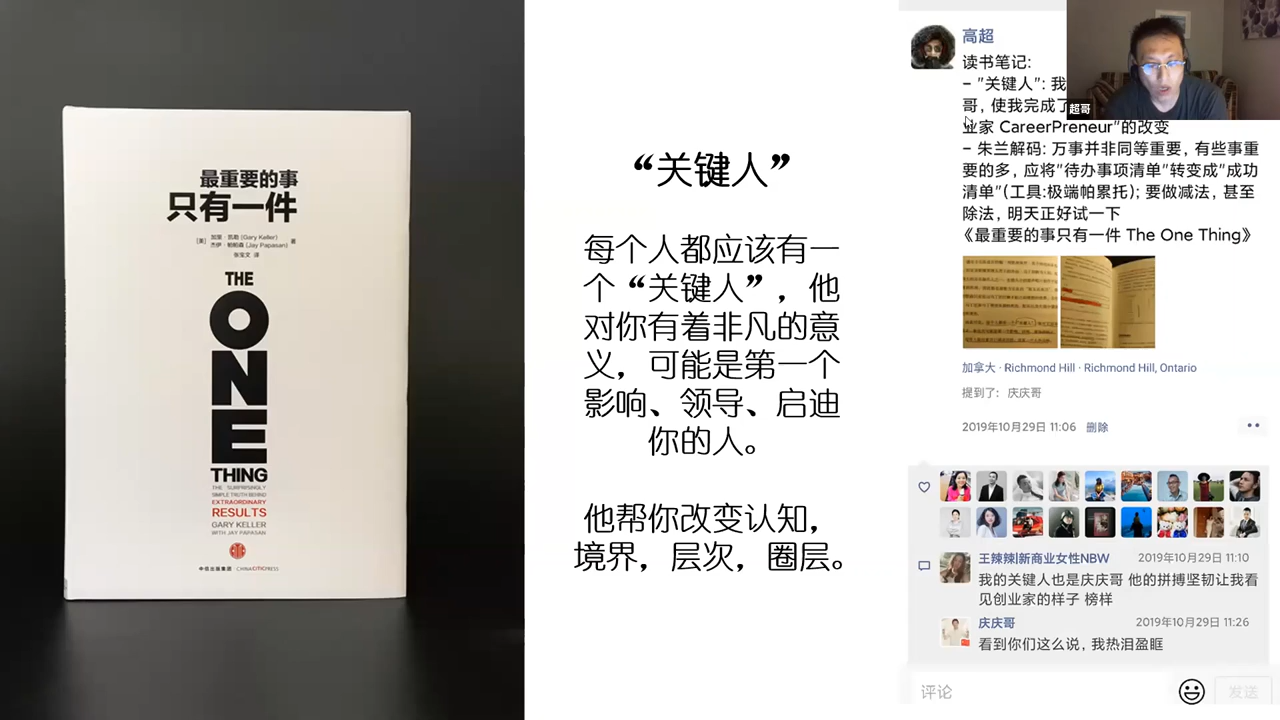 最重要的事
只有一件
[美] 加里·凯勒 (Gary Keller)
杰伊·帕帕森 (Jay Papasan) 著
张宝文 译
THE
ONE
THING
THE SURPRISINGLY
SIMPLE TRUTH BEHIND
EXTRAORDINARY
RESULTS
GARY KELLER
WITH JAY PAPASAN
中信出版集团 · CHINA CITIC PRESS
“关键人”
每个人都应该有一
个“关键人”，他
对你有着非凡的意
义，可能是第一个
影响、领导、启迪
你的人。
他帮你改变认知，
境界，层次，圈层。
高超
读书笔记:
- "关键人": 我
哥, 使我完成了
业家 CareerPreneur"的改变
- 朱兰解码: 万事并非同等重要, 有些事重
要的多, 应将"待办事项清单"转变成"成功
清单"(工具:极端帕累托); 要做减法, 甚至
除法, 明天正好试一下
《最重要的事只有一件 The One Thing》
加拿大 · Richmond Hill · Richmond Hill, Ontario
提到了: 庆庆哥
2019年10月29日 11:06 删除
王辣辣|新商业女性NBW 2019年10月29日 11:10
我的关键人也是庆庆哥 他的拼搏坚韧让我看
见创业家的样子 榜样
庆庆哥 2019年10月29日 11:26
看到你们这么说, 我热泪盈眶
评论 发送
超哥